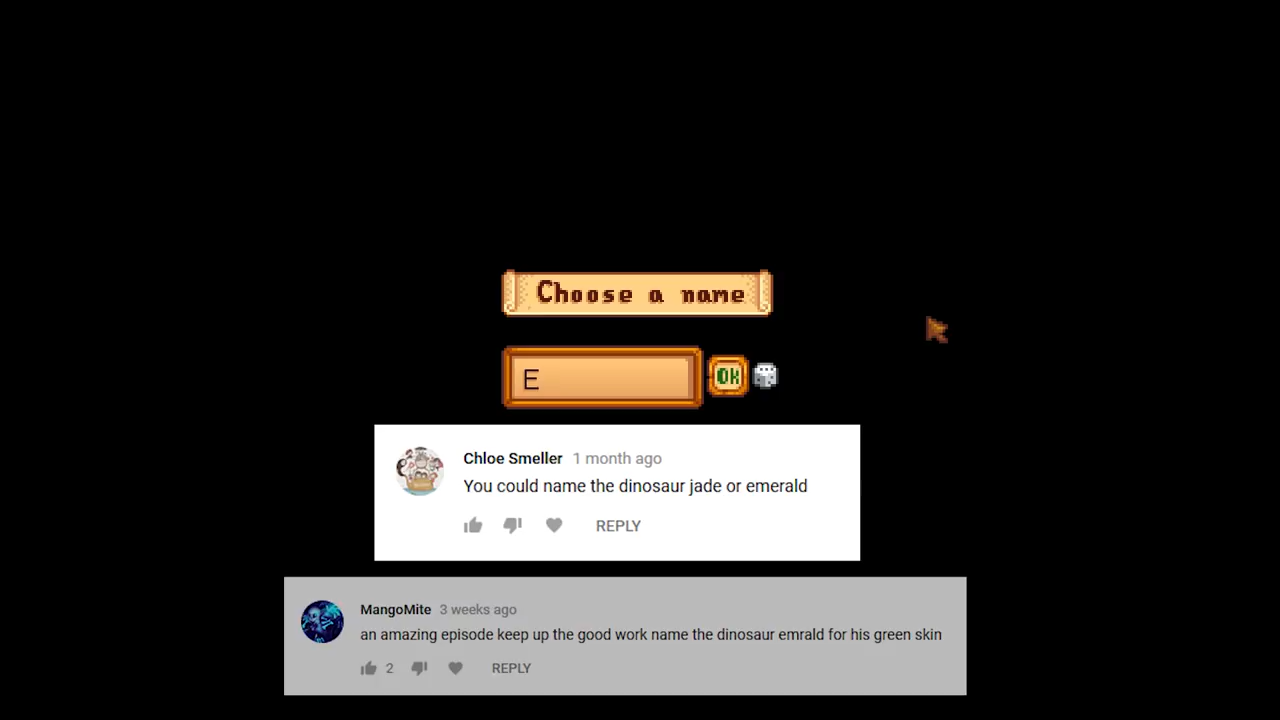 Choose a name
E
Ok
Chloe Smeller 1 month ago
You could name the dinosaur jade or emerald
REPLY
MangoMite 3 weeks ago
an amazing episode keep up the good work name the dinosaur emrald for his green skin
2 REPLY